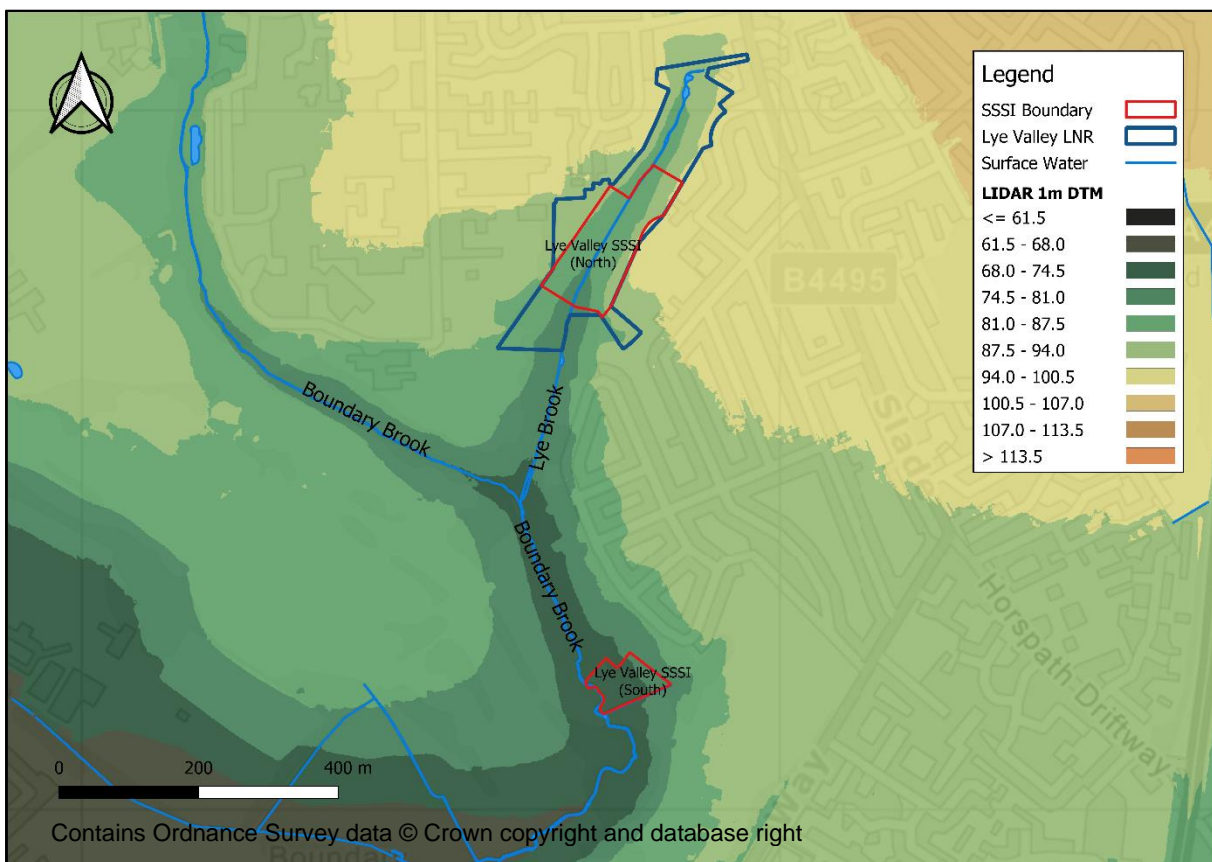 Legend
SSSI Boundary
Lye Valley LNR
Surface Water
LIDAR 1m DTM
<= 61.5
61.5 - 68.0
68.0 - 74.5
74.5 - 81.0
81.0 - 87.5
87.5 - 94.0
94.0 - 100.5
100.5 - 107.0
107.0 - 113.5
> 113.5
Lye Valley SSSI
(North)
B4495
Boundary Brook
Lye Brook
Boundary Brook
Lye Valley SSSI
(South)
Horspath Driftway
Way
0 200 400 m
Contains Ordnance Survey data © Crown copyright and database right